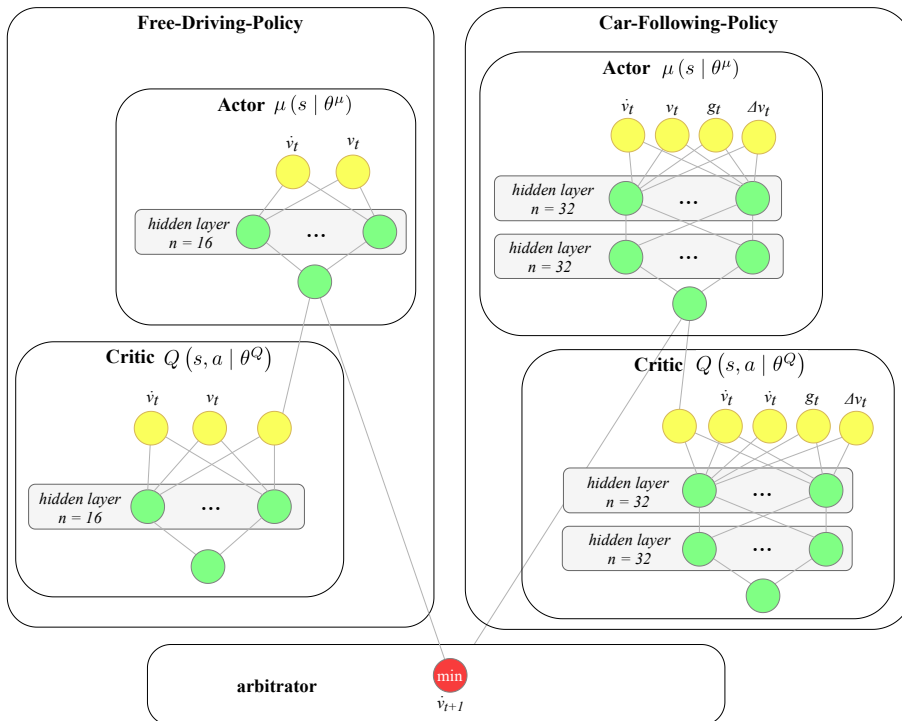 Free-Driving-Policy
Actor μ (s | θ^μ)
v̇_t v_t
hidden layer
n = 16
...
Critic Q (s, a | θ^Q)
v̇_t v_t
hidden layer
n = 16
...
Car-Following-Policy
Actor μ (s | θ^μ)
v̇_t v_t g_t Δv_t
hidden layer
n = 32
...
hidden layer
n = 32
...
Critic Q (s, a | θ^Q)
v̇_t v̇_t g_t Δv_t
hidden layer
n = 32
...
hidden layer
n = 32
...
arbitrator
min
v̇_{t+1}